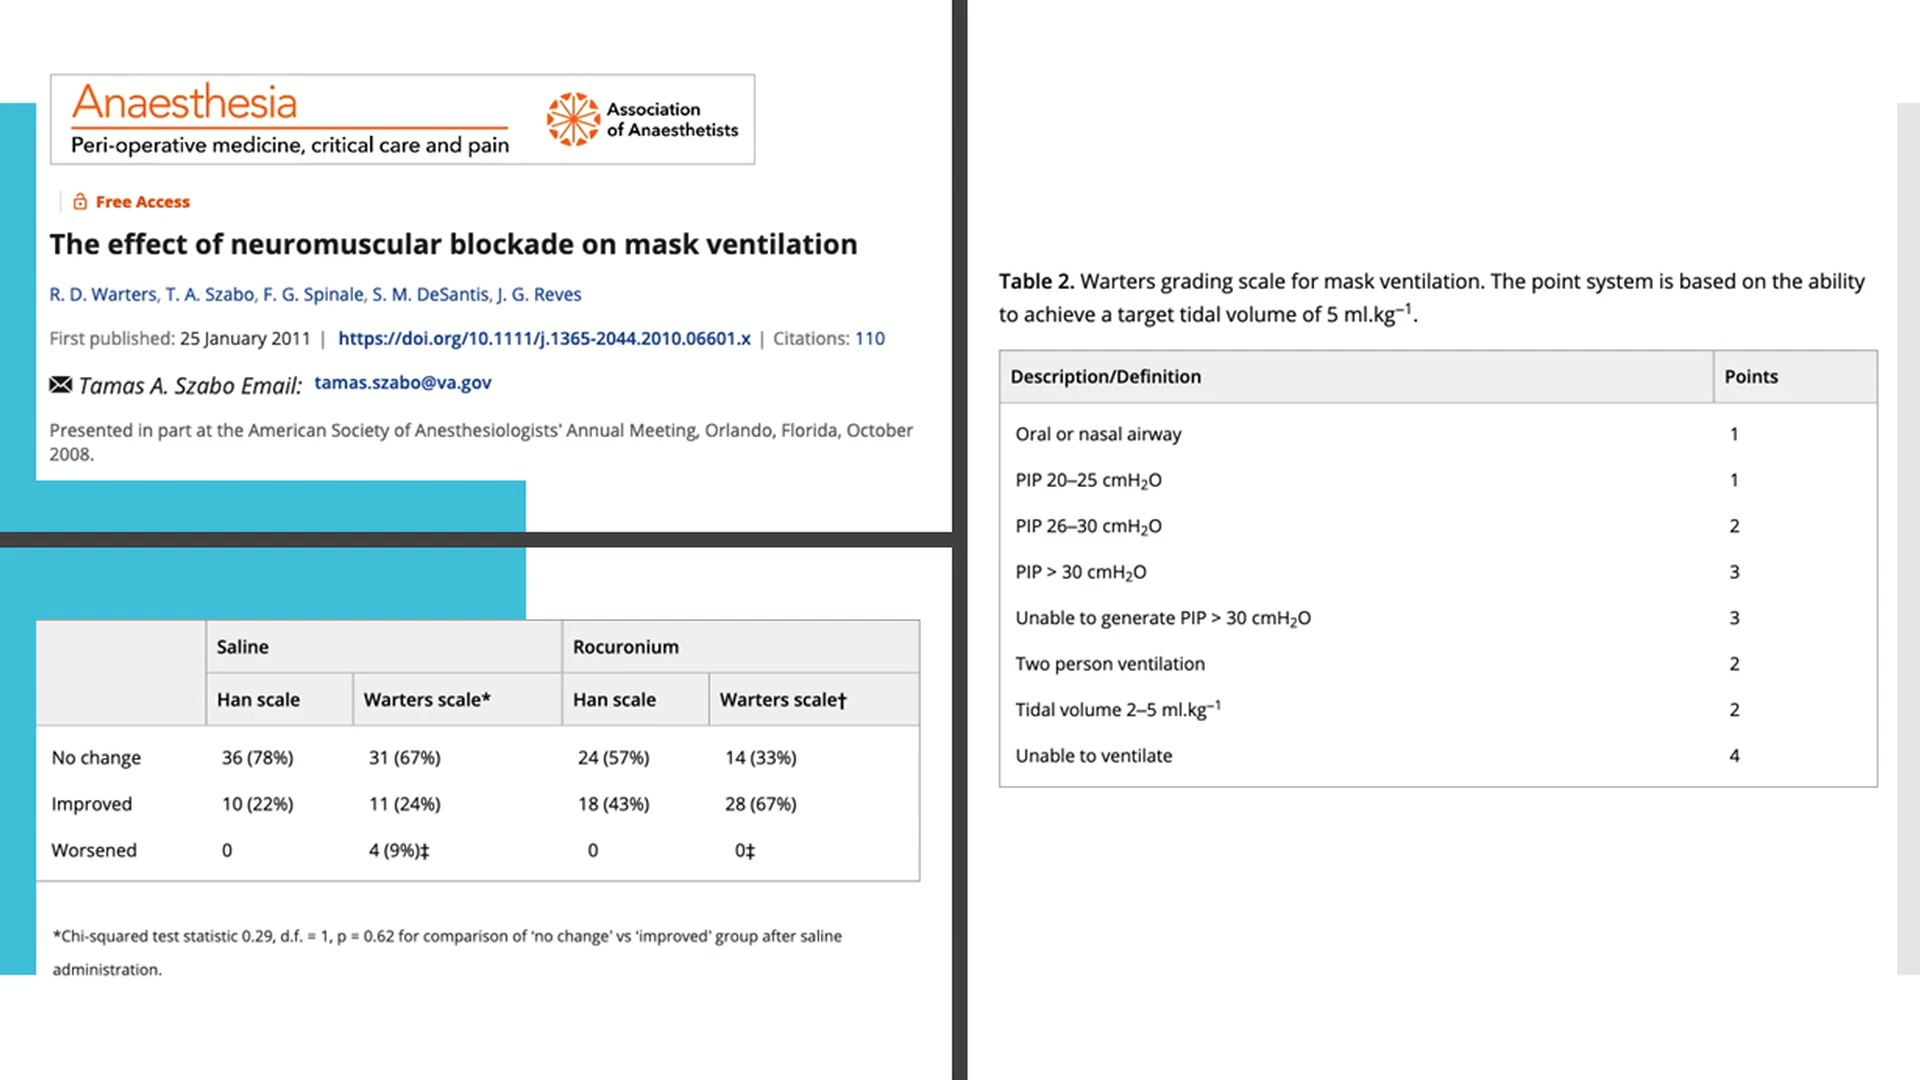 Anaesthesia
Peri-operative medicine, critical care and pain
Association
of Anaesthetists
Free Access
The effect of neuromuscular blockade on mask ventilation
R. D. Warters, T. A. Szabo, F. G. Spinale, S. M. DeSantis, J. G. Reves
First published: 25 January 2011 | https://doi.org/10.1111/j.1365-2044.2010.06601.x | Citations: 110
Tamas A. Szabo Email: tamas.szabo@va.gov
Presented in part at the American Society of Anesthesiologists' Annual Meeting, Orlando, Florida, October
2008.
Saline Rocuronium
Han scale Warters scale* Han scale Warters scale†
No change 36 (78%) 31 (67%) 24 (57%) 14 (33%)
Improved 10 (22%) 11 (24%) 18 (43%) 28 (67%)
Worsened 0 4 (9%)‡ 0 0‡
*Chi-squared test statistic 0.29, d.f. = 1, p = 0.62 for comparison of 'no change' vs 'improved' group after saline
administration.
Table 2. Warters grading scale for mask ventilation. The point system is based on the ability
to achieve a target tidal volume of 5 ml.kg⁻¹.
Description/Definition Points
Oral or nasal airway 1
PIP 20–25 cmH₂O 1
PIP 26–30 cmH₂O 2
PIP > 30 cmH₂O 3
Unable to generate PIP > 30 cmH₂O 3
Two person ventilation 2
Tidal volume 2–5 ml.kg⁻¹ 2
Unable to ventilate 4